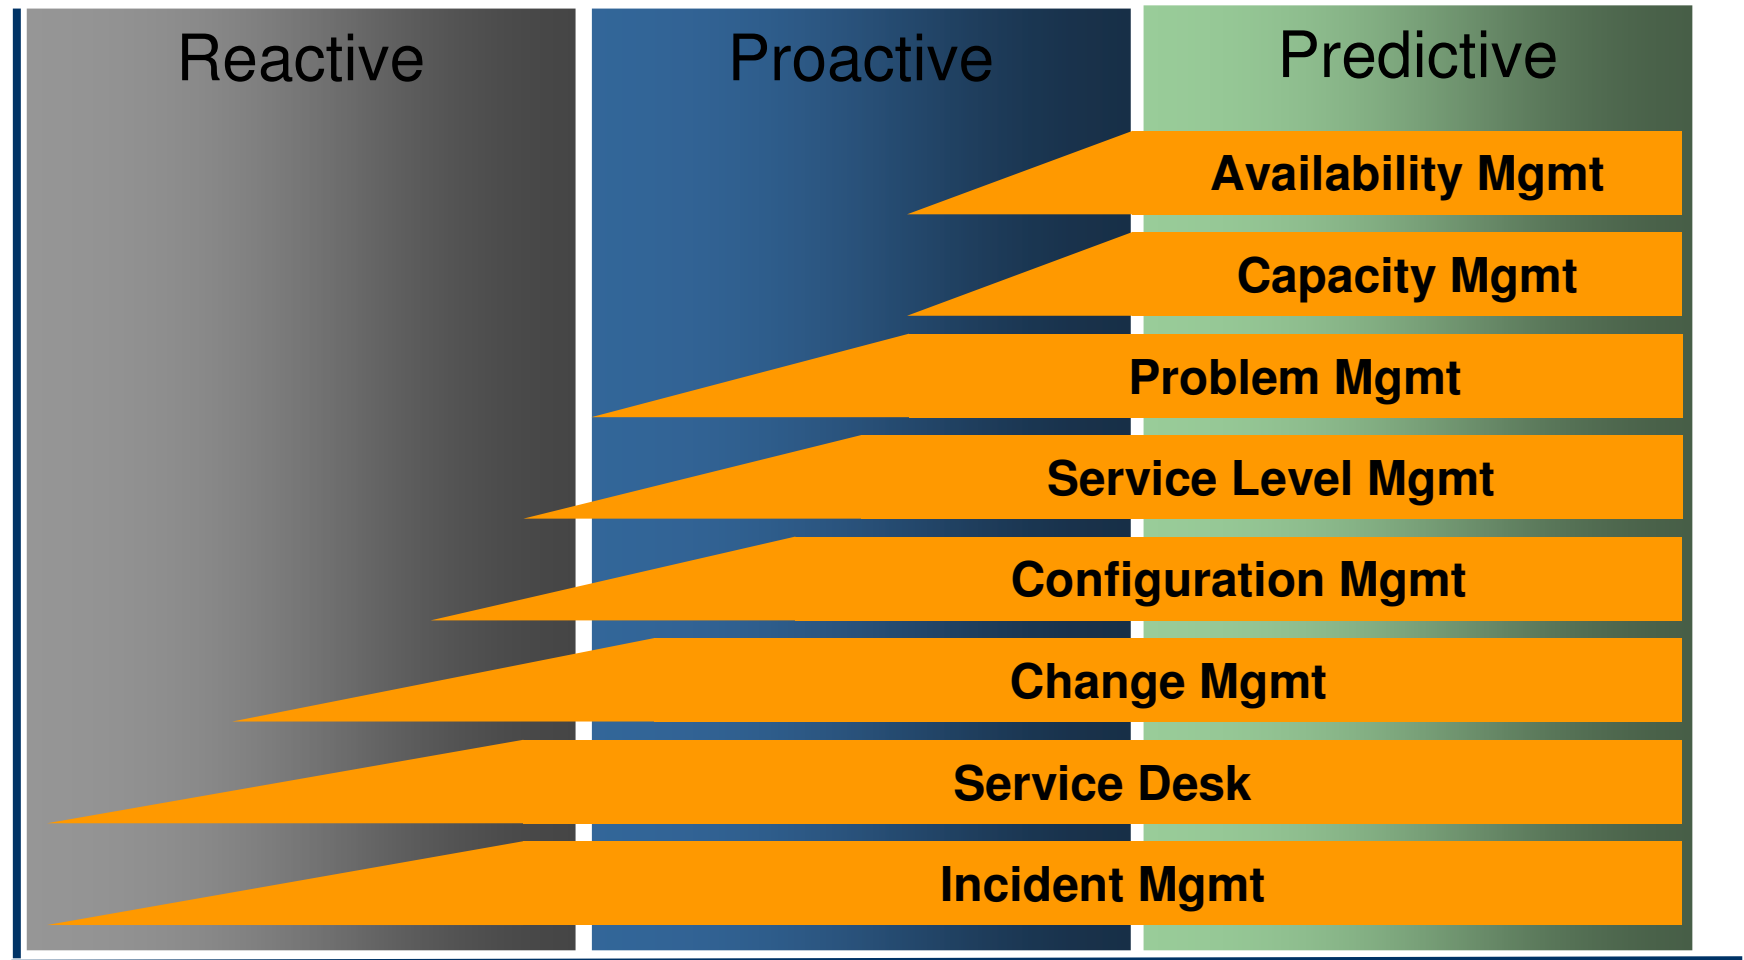 Reactive
Proactive
Predictive
Availability Mgmt
Capacity Mgmt
Problem Mgmt
Service Level Mgmt
Configuration Mgmt
Change Mgmt
Service Desk
Incident Mgmt